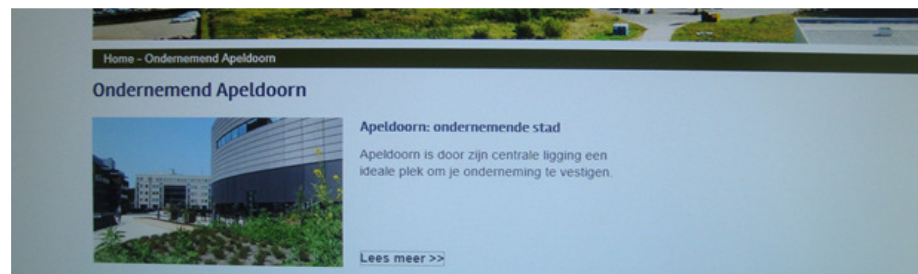 Home - Ondernemend Apeldoorn
Ondernemend Apeldoorn
Apeldoorn: ondernemende stad
Apeldoorn is door zijn centrale ligging een
ideale plek om je onderneming te vestigen.
Lees meer >>